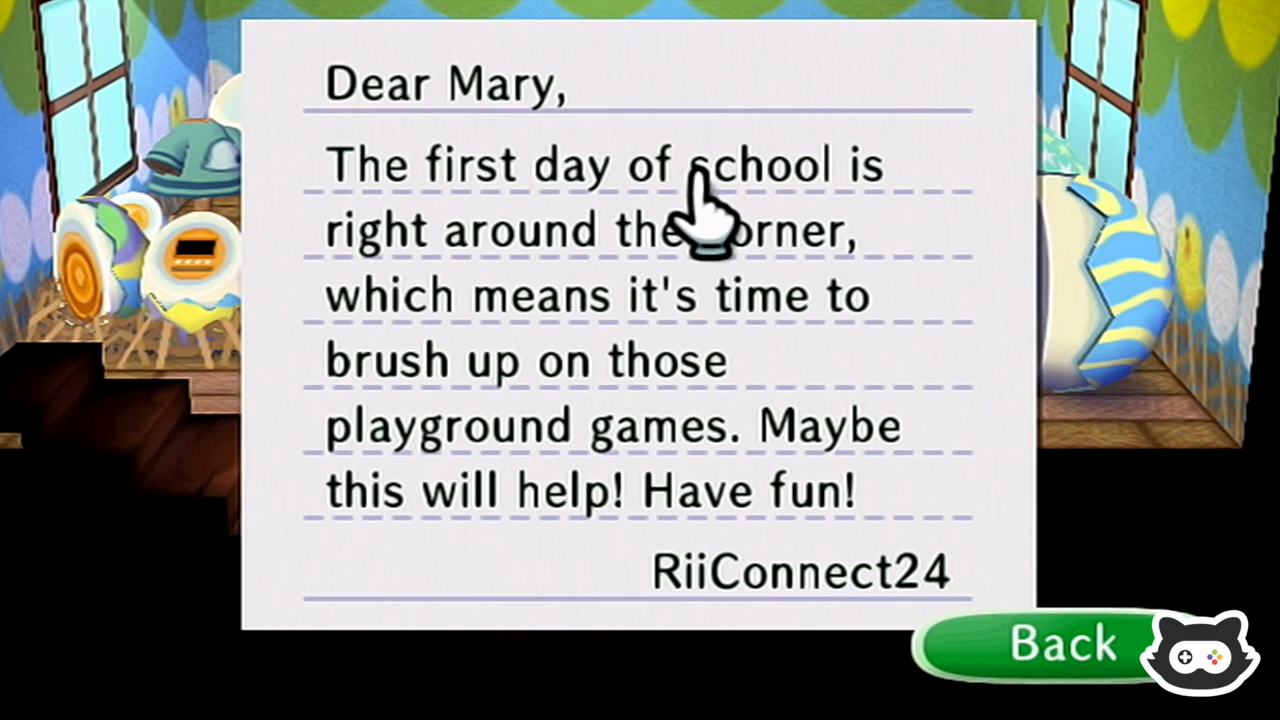 Dear Mary,
The first day of school is
right around the corner,
which means it's time to
brush up on those
playground games. Maybe
this will help! Have fun!
RiiConnect24
Back